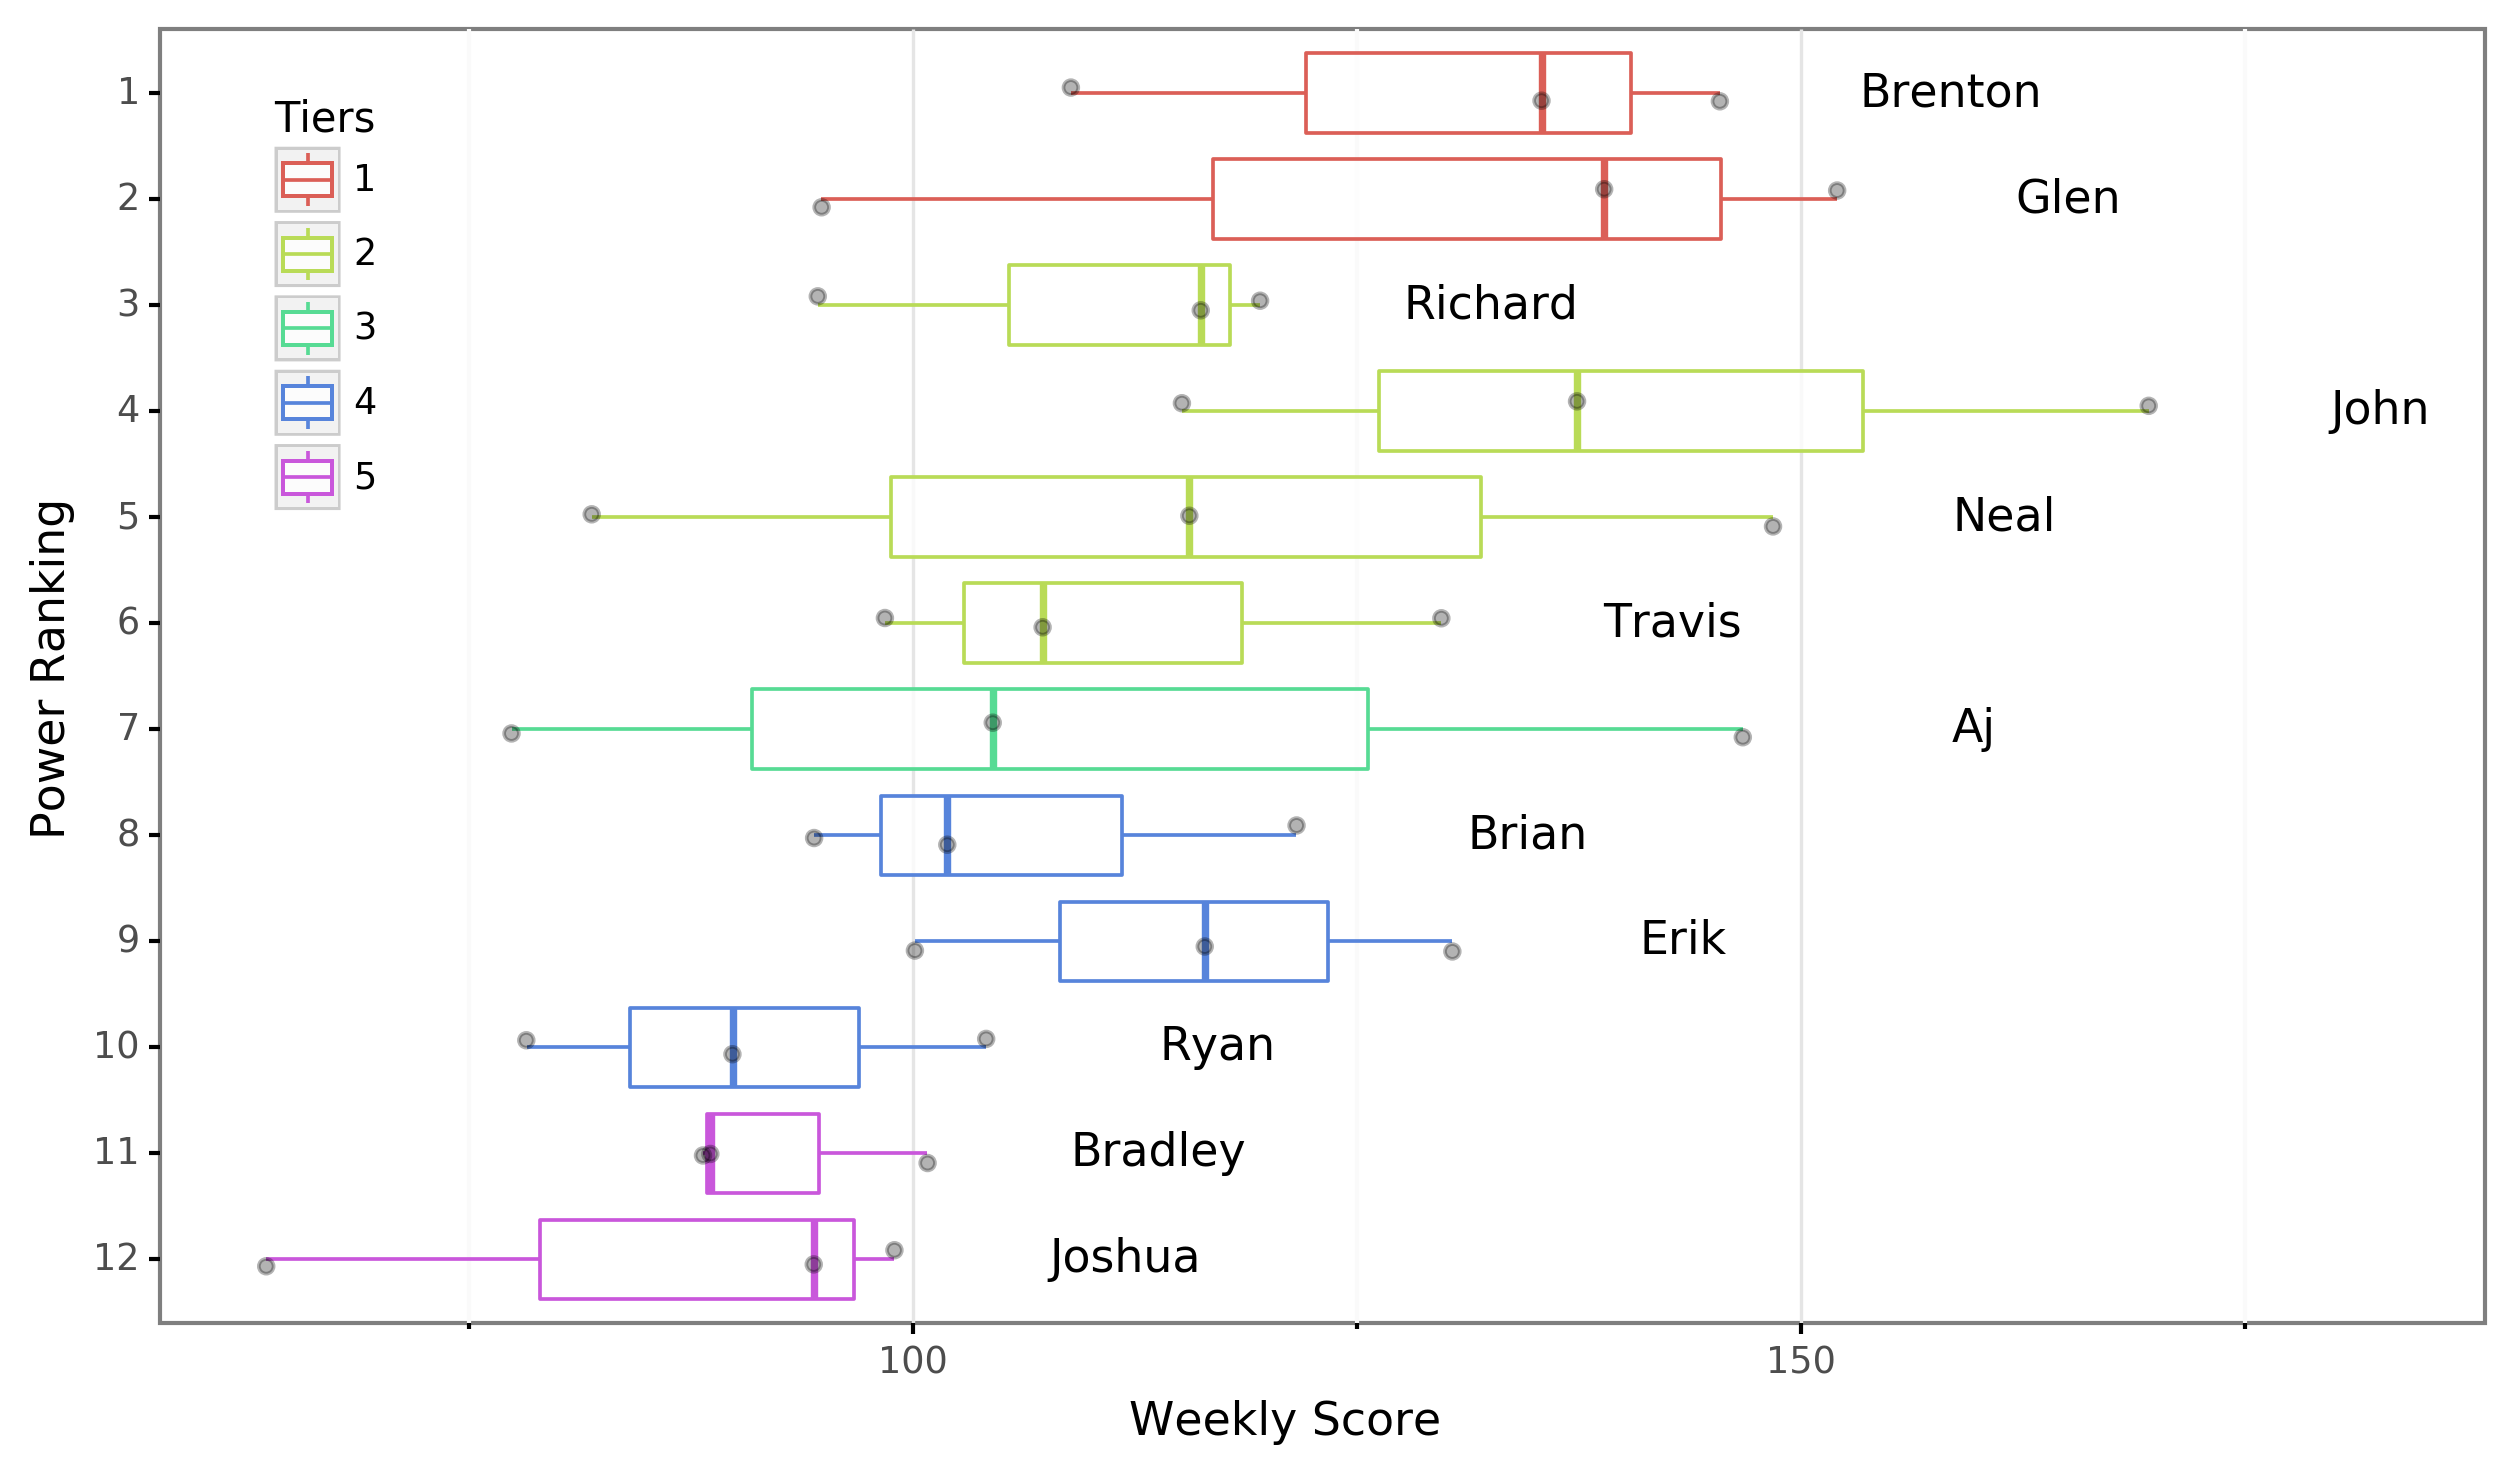 Tiers
1
2
3
4
5
Power Ranking
1
2
3
4
5
6
7
8
9
10
11
12
Brenton
Glen
Richard
John
Neal
Travis
Aj
Brian
Erik
Ryan
Bradley
Joshua
100 150
Weekly Score